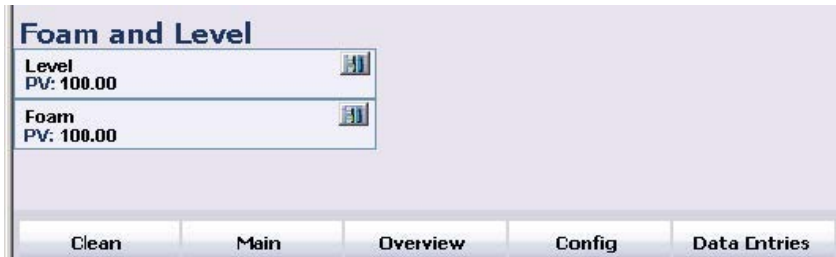 Foam and Level
Level
PV: 100.00
Foam
PV: 100.00
Clean Main Overview Config Data Entries